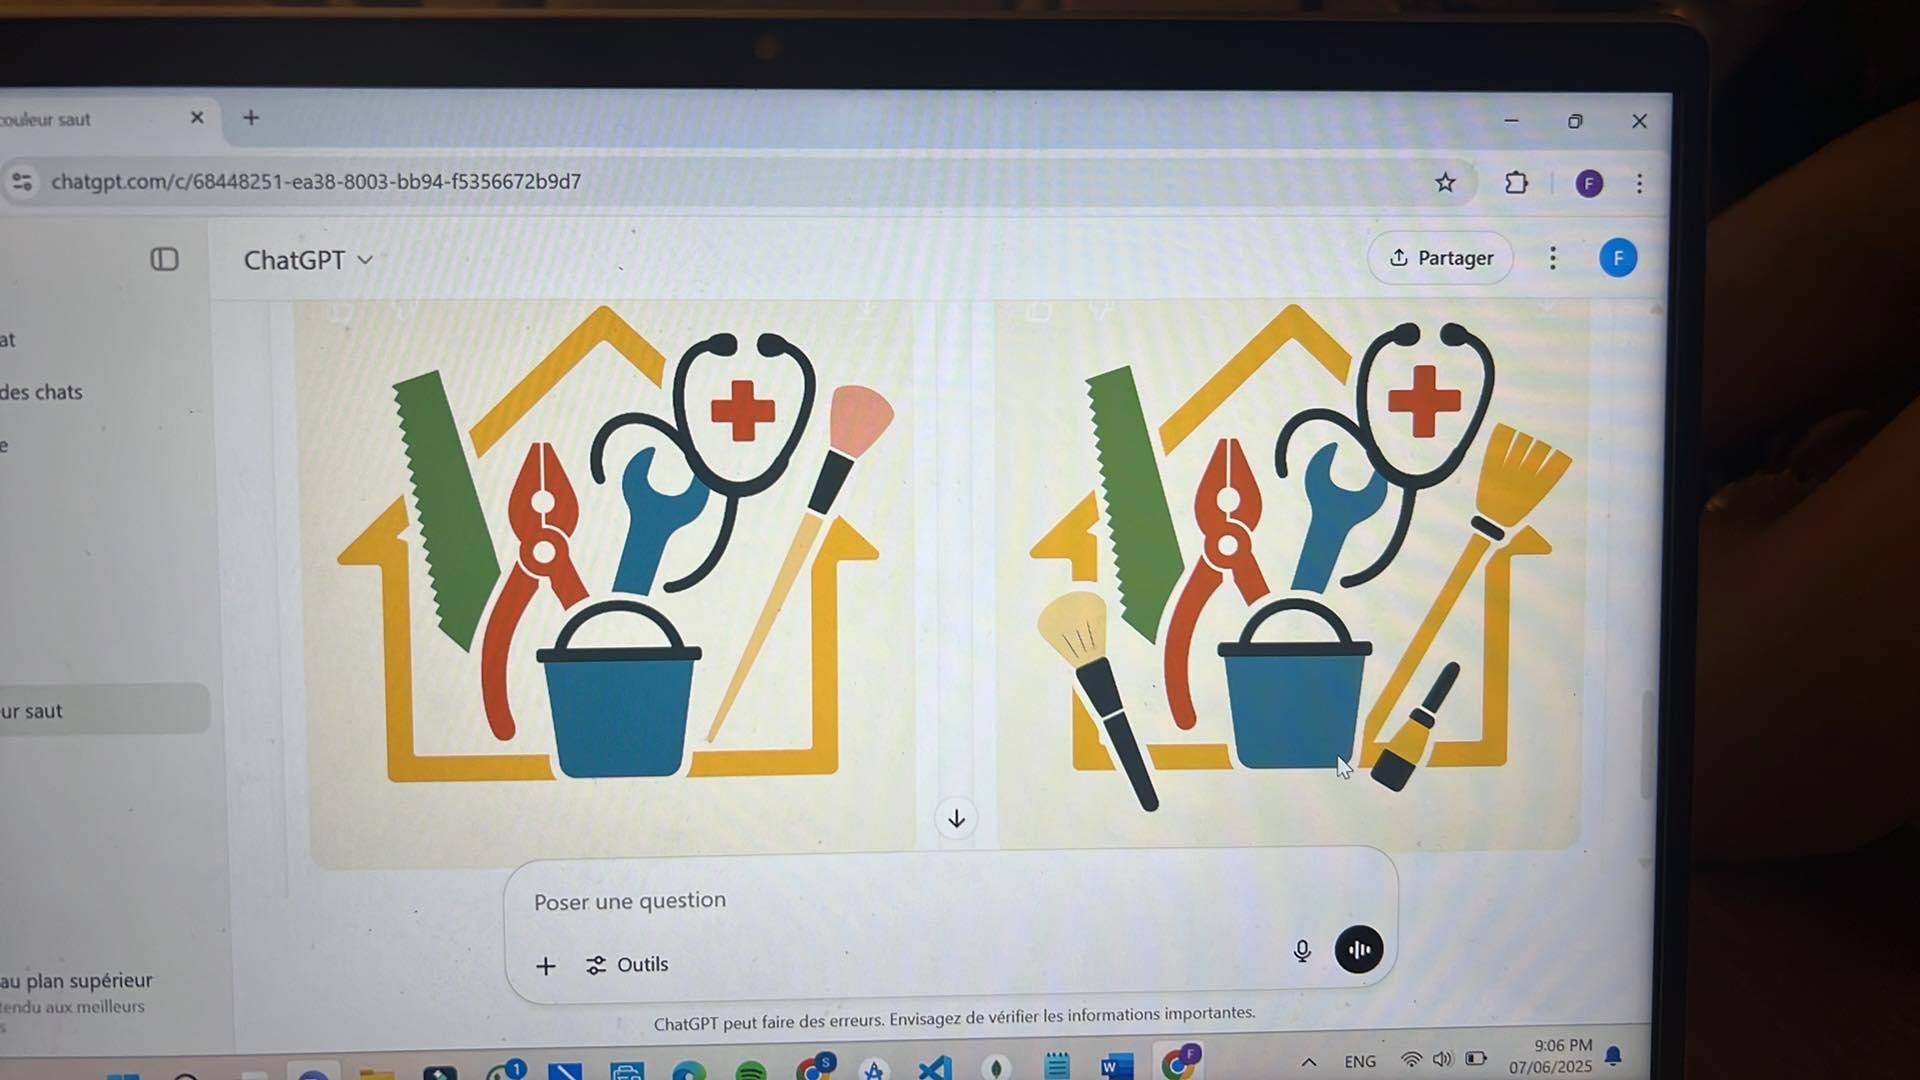 couleur saut
chatgpt.com/c/68448251-ea38-8003-bb94-f5356672b9d7
F
ChatGPT
Partager
F
at
des chats
e
ur saut
au plan supérieur
tendu aux meilleurs
s
Poser une question
Outils
ChatGPT peut faire des erreurs. Envisagez de vérifier les informations importantes.
1
S
W
F
ENG
9:06 PM
07/06/2025